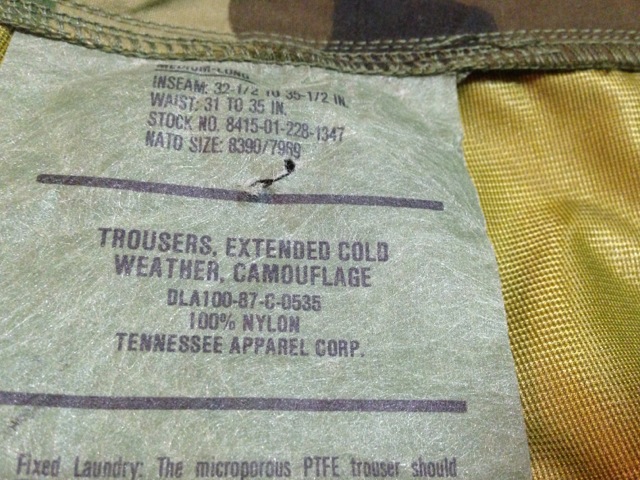 MEDIUM-LONG
INSEAM: 32-1/2 TO 35-1/2 IN.
WAIST: 31 TO 35 IN.
STOCK NO. 8415-01-228-1347
NATO SIZE: 8390/7989
TROUSERS, EXTENDED COLD
WEATHER, CAMOUFLAGE
DLA100-87-C-0535
100% NYLON
TENNESSEE APPAREL CORP.
Fixed Laundry: The microporous PTFE trouser should